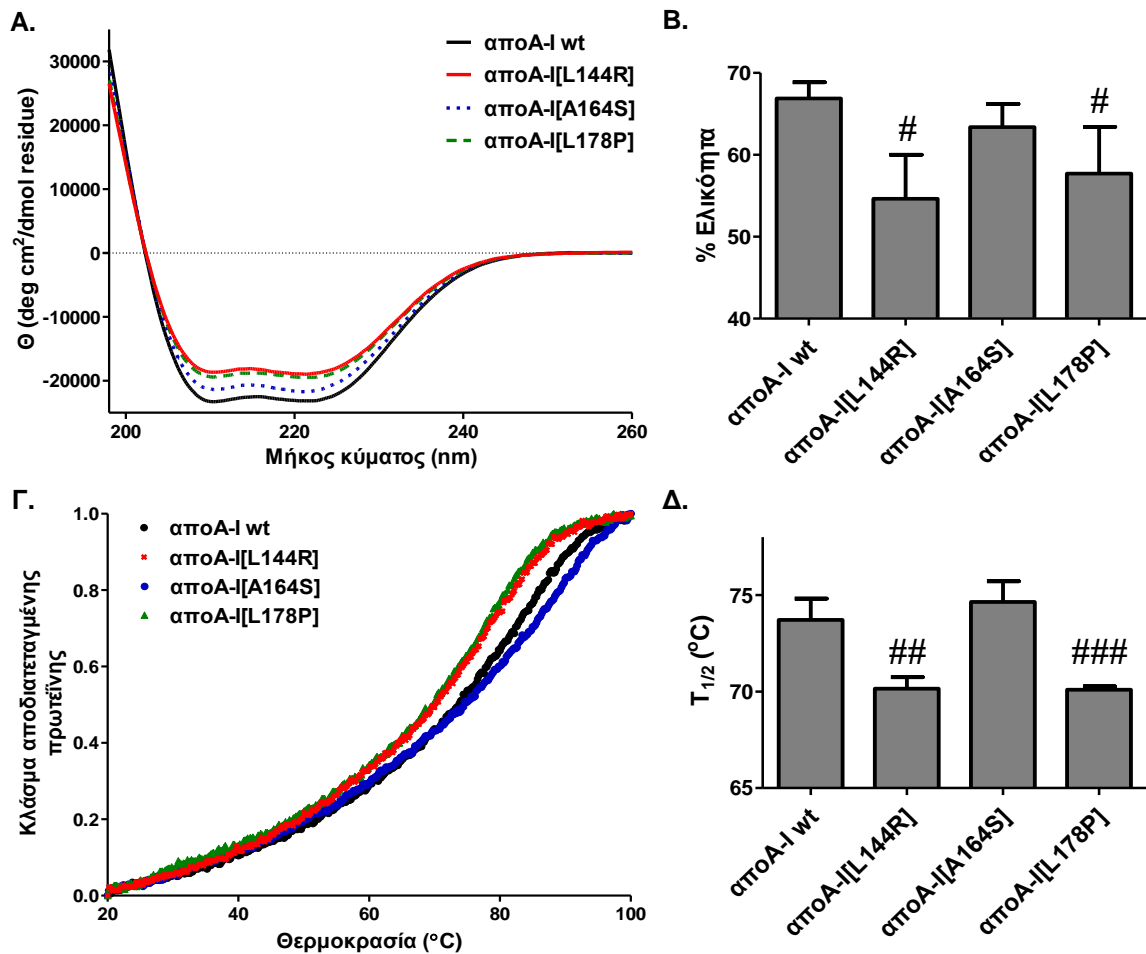 Α.
αποA-I wt
αποA-I[L144R]
αποA-I[A164S]
αποA-I[L178P]
Θ (deg cm²/dmol residue)
30000
20000
10000
0
-10000
-20000
200
220
240
260
Μήκος κύματος (nm)
Β.
% Ελικότητα
70
60
50
40
#
#
αποA-I wt
αποA-I[L144R]
αποA-I[A164S]
αποA-I[L178P]
Γ.
αποA-I wt
αποA-I[L144R]
αποA-I[A164S]
αποA-I[L178P]
Κλάσμα αποδιατεταγμένης
πρωτεΐνης
1.0
0.8
0.6
0.4
0.2
0.0
20
40
60
80
100
Θερμοκρασία (°C)
Δ.
T1/2 (°C)
75
70
65
##
###
αποA-I wt
αποA-I[L144R]
αποA-I[A164S]
αποA-I[L178P]